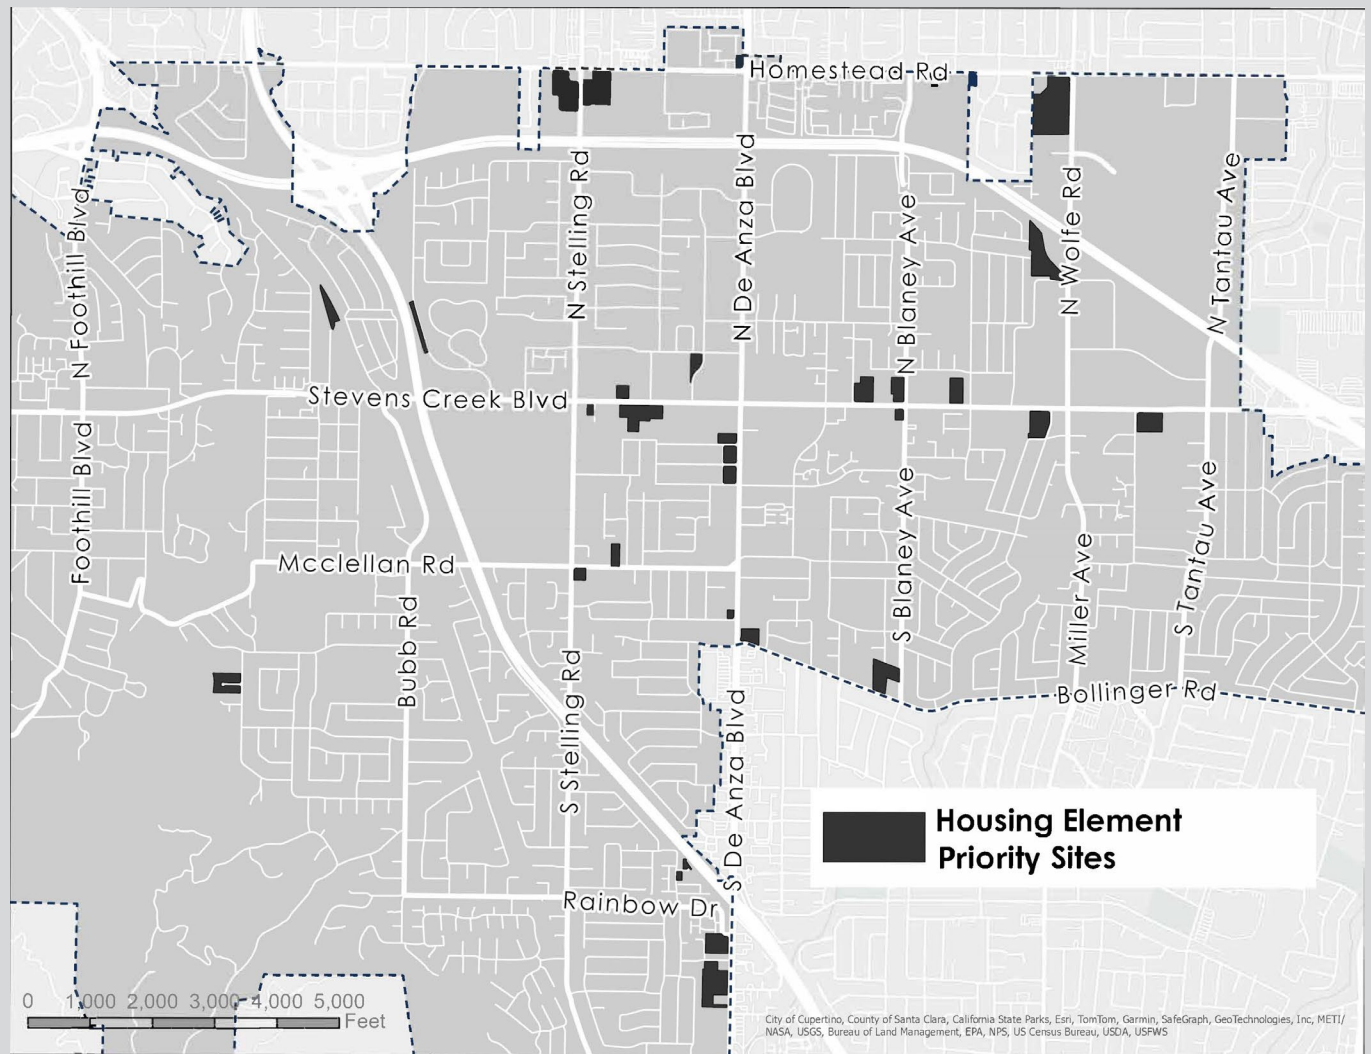 Homestead Rd
N Foothill Blvd
N Stelling Rd
N De Anza Blvd
N Blaney Ave
N Wolfe Rd
N Tantau Ave
Stevens Creek Blvd
Foothill Blvd
Mcclellan Rd
Bubb Rd
S Stelling Rd
S De Anza Blvd
S Blaney Ave
Miller Ave
S Tantau Ave
Bollinger Rd
Housing Element
Priority Sites
Rainbow Dr
0 1,000 2,000 3,000 4,000 5,000
Feet
City of Cupertino, County of Santa Clara, California State Parks, Esri, TomTom, Garmin, SafeGraph, GeoTechnologies, Inc, METI/
NASA, USGS, Bureau of Land Management, EPA, NPS, US Census Bureau, USDA, USFWS